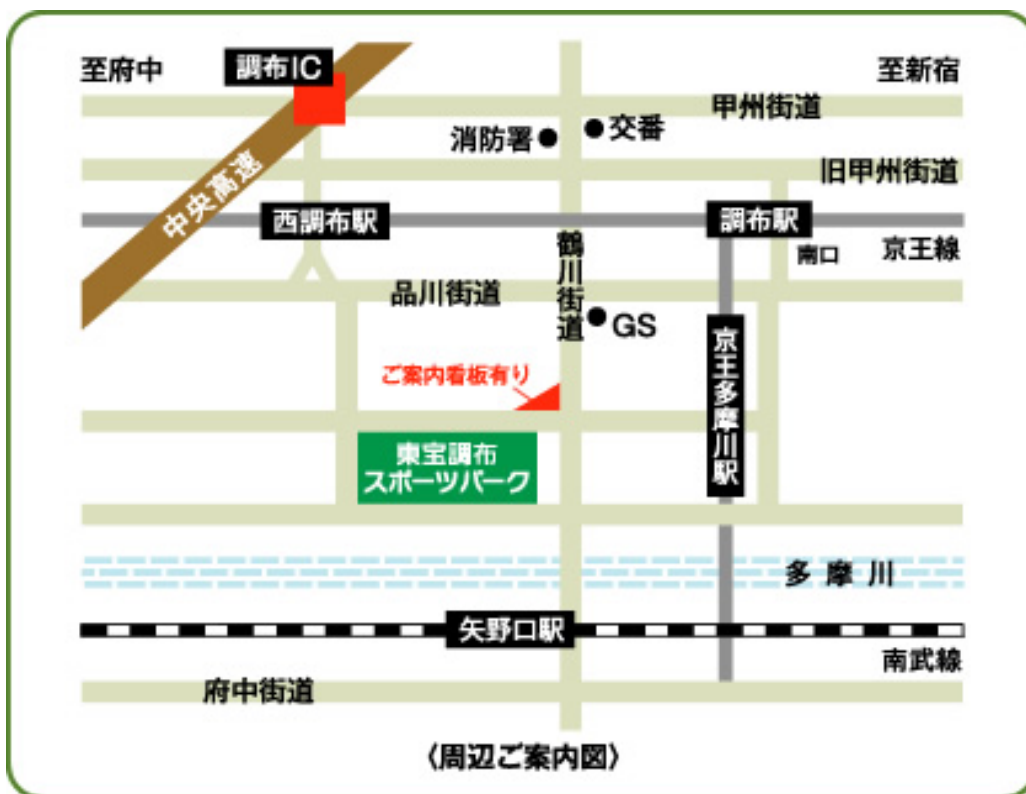 至府中
調布IC
至新宿
甲州街道
消防署
交番
中央高速
旧甲州街道
西調布駅
調布駅
鶴川街道
南口
京王線
品川街道
GS
京王多摩川駅
ご案内看板有り
東宝調布
スポーツパーク
多摩川
矢野口駅
南武線
府中街道
〈周辺ご案内図〉